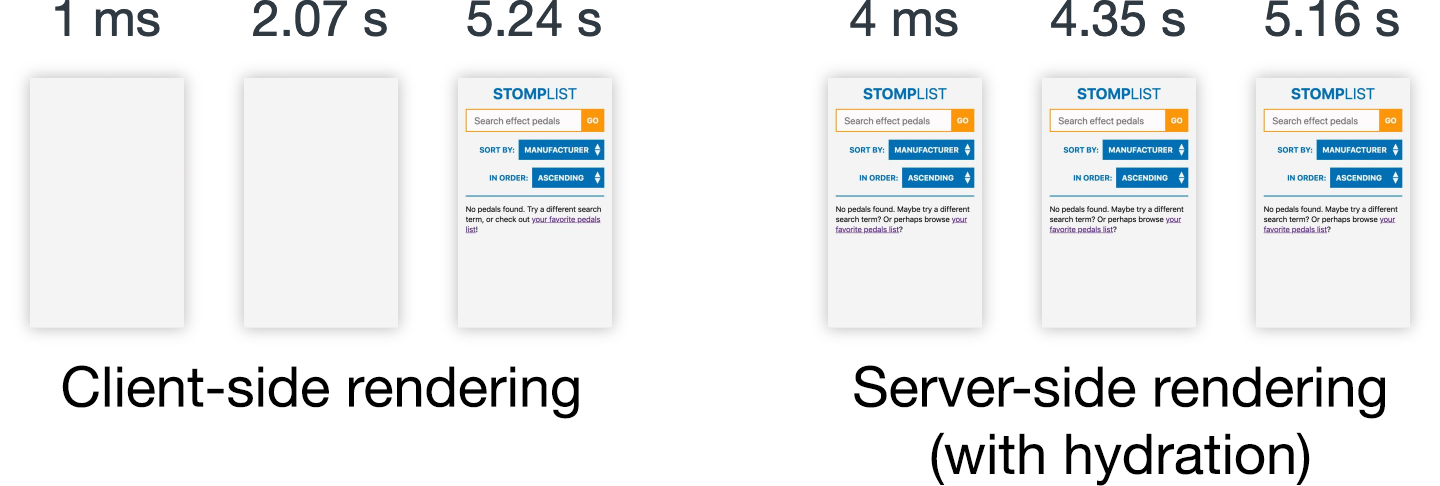 1 ms 2.07 s 5.24 s 4 ms 4.35 s 5.16 s
STOMPLIST
Search effect pedals GO
SORT BY: MANUFACTURER
IN ORDER: ASCENDING
No pedals found. Try a different search
term, or check out your favorite pedals
list!
STOMPLIST
Search effect pedals GO
SORT BY: MANUFACTURER
IN ORDER: ASCENDING
No pedals found. Maybe try a different
search term? Or perhaps browse your
favorite pedals list?
STOMPLIST
Search effect pedals GO
SORT BY: MANUFACTURER
IN ORDER: ASCENDING
No pedals found. Maybe try a different
search term? Or perhaps browse your
favorite pedals list?
STOMPLIST
Search effect pedals GO
SORT BY: MANUFACTURER
IN ORDER: ASCENDING
No pedals found. Maybe try a different
search term? Or perhaps browse your
favorite pedals list?
Client-side rendering
Server-side rendering
(with hydration)